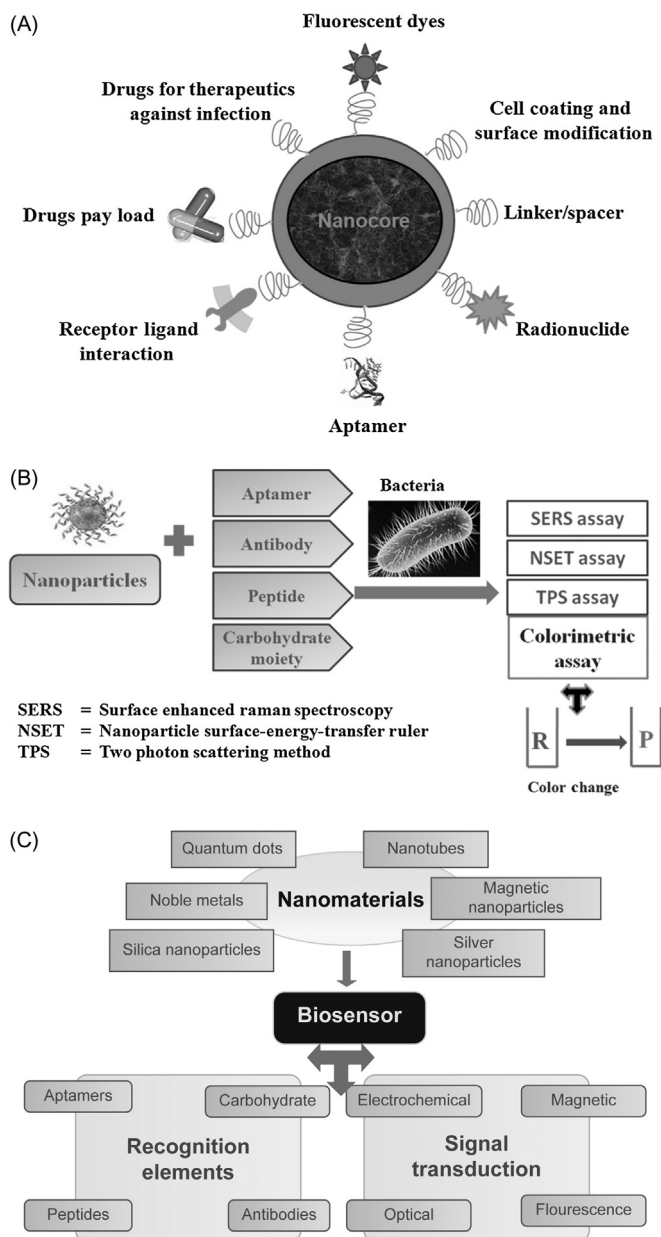 (A)
Fluorescent dyes
Drugs for therapeutics
against infection
Cell coating and
surface modification
Drugs pay load
Nanocore
Linker/spacer
Receptor ligand
interaction
Radionuclide
Aptamer
(B)
Nanoparticles
Aptamer
Antibody
Peptide
Carbohydrate
moiety
Bacteria
SERS assay
NSET assay
TPS assay
Colorimetric
assay
SERS = Surface enhanced raman spectroscopy
NSET = Nanoparticle surface-energy-transfer ruler
TPS = Two photon scattering method
R
P
Color change
(C)
Quantum dots
Nanotubes
Noble metals
Nanomaterials
Magnetic
nanoparticles
Silica nanoparticles
Silver
nanoparticles
Biosensor
Aptamers
Carbohydrate
Recognition
elements
Peptides
Antibodies
Electrochemical
Magnetic
Signal
transduction
Optical
Flourescence